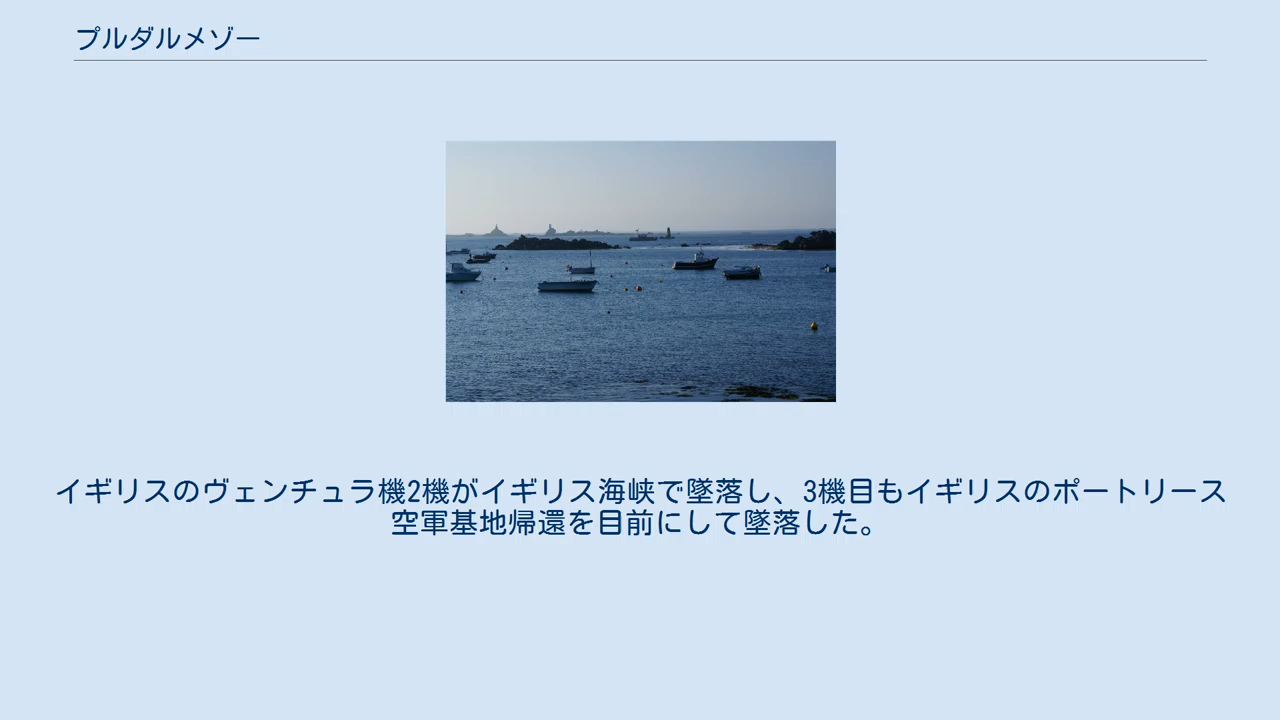 プルダルメゾー
イギリスのヴェンチュラ機2機がイギリス海峡で墜落し、3機目もイギリスのポートリース
空軍基地帰還を目前にして墜落した。